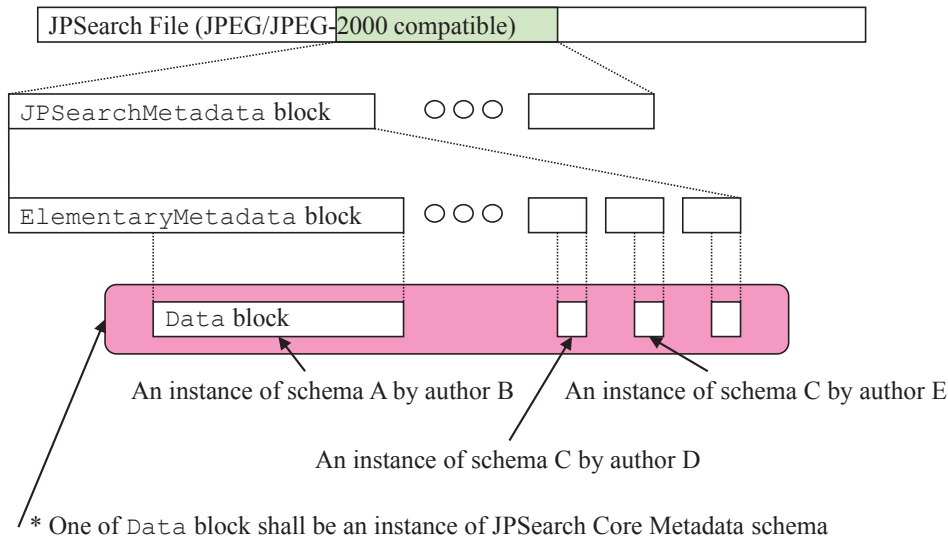 JPSearch File (JPEG/JPEG-2000 compatible)
JPSearchMetadata block
ElementaryMetadata block
Data block
An instance of schema A by author B
An instance of schema C by author E
An instance of schema C by author D
* One of Data block shall be an instance of JPSearch Core Metadata schema